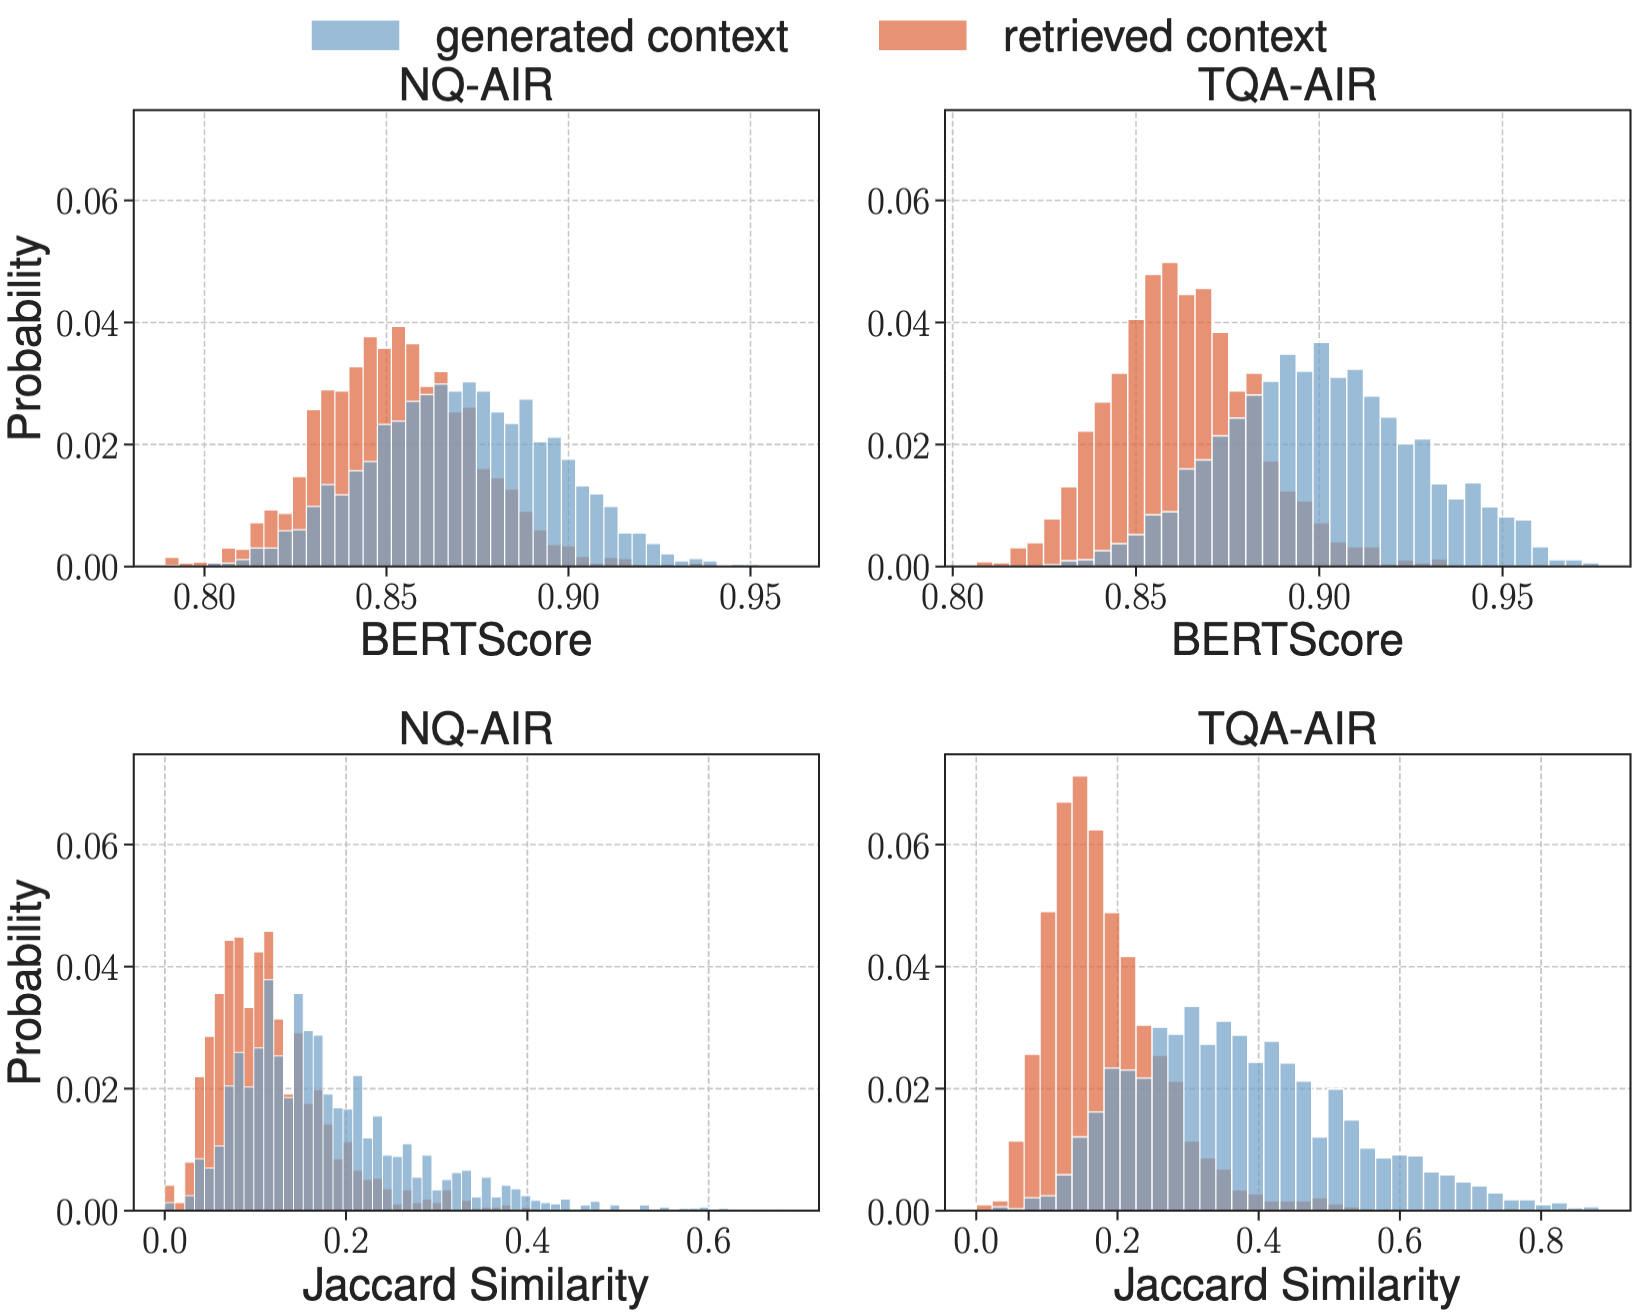 generated context retrieved context
NQ-AIR
0.06
0.04
0.02
0.00
Probability
0.80 0.85 0.90 0.95
BERTScore
TQA-AIR
0.06
0.04
0.02
0.00
0.80 0.85 0.90 0.95
BERTScore
NQ-AIR
0.06
0.04
0.02
0.00
Probability
0.0 0.2 0.4 0.6
Jaccard Similarity
TQA-AIR
0.06
0.04
0.02
0.00
0.0 0.2 0.4 0.6 0.8
Jaccard Similarity